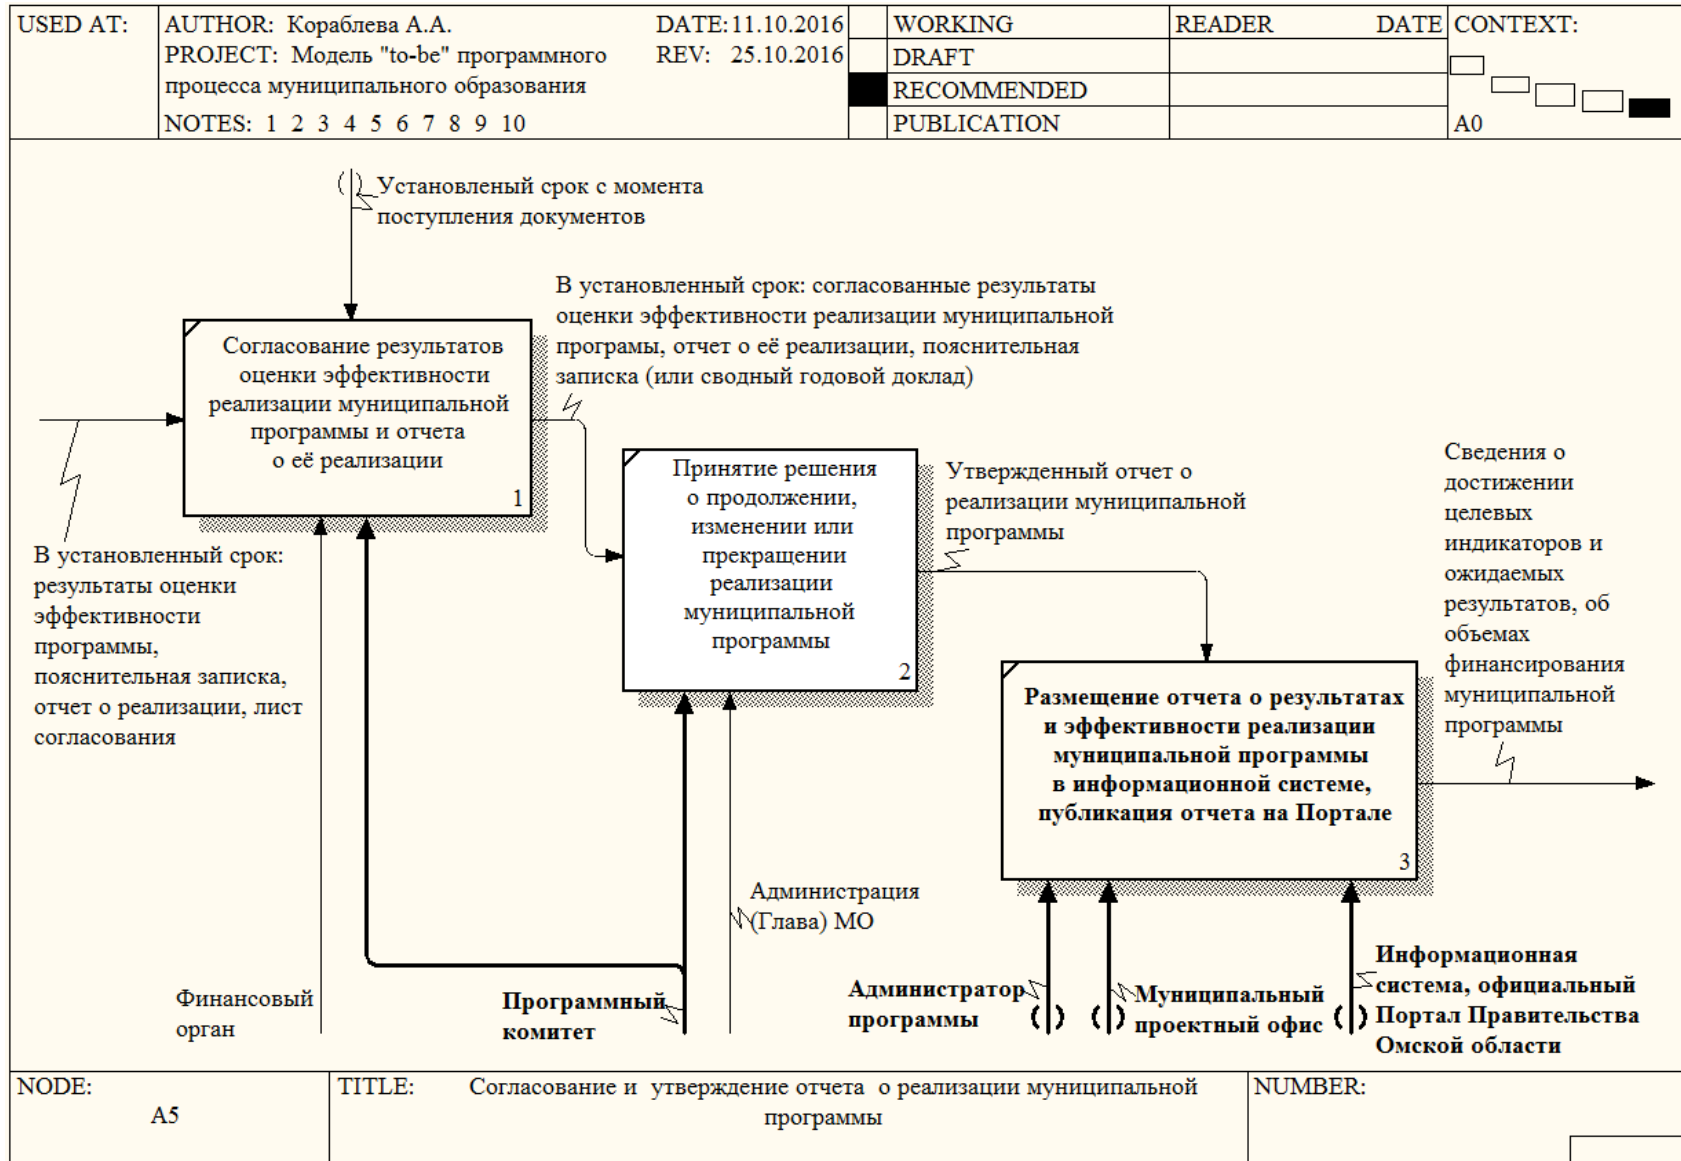 USED AT:
AUTHOR: Кораблева А.А.
DATE: 11.10.2016
PROJECT: Модель "to-be" программного
REV: 25.10.2016
процесса муниципального образования
NOTES: 1 2 3 4 5 6 7 8 9 10
WORKING
DRAFT
RECOMMENDED
PUBLICATION
READER
DATE
CONTEXT:
A0
Установленый срок с момента
поступления документов
В установленный срок: согласованные результаты
оценки эффективности реализации муниципальной
програмы, отчет о её реализации, пояснительная
записка (или сводный годовой доклад)
Согласование результатов
оценки эффективности
реализации муниципальной
программы и отчета
о её реализации
1
В установленный срок:
результаты оценки
эффективности
программы,
пояснительная записка,
отчет о реализации, лист
согласования
Принятие решения
о продолжении,
изменении или
прекращении
реализации
муниципальной
программы
2
Утвержденный отчет о
реализации муниципальной
программы
Сведения о
достижении
целевых
индикаторов и
ожидаемых
результатов, об
объемах
финансирования
муниципальной
программы
Размещение отчета о результатах
и эффективности реализации
муниципальной программы
в информационной системе,
публикация отчета на Портале
3
Администрация
(Глава) МО
Финансовый
орган
Программный
комитет
Администратор
программы
Муниципальный
проектный офис
Информационная
система, официальный
Портал Правительства
Омской области
NODE:
A5
TITLE:
Согласование и утверждение отчета о реализации муниципальной
программы
NUMBER: